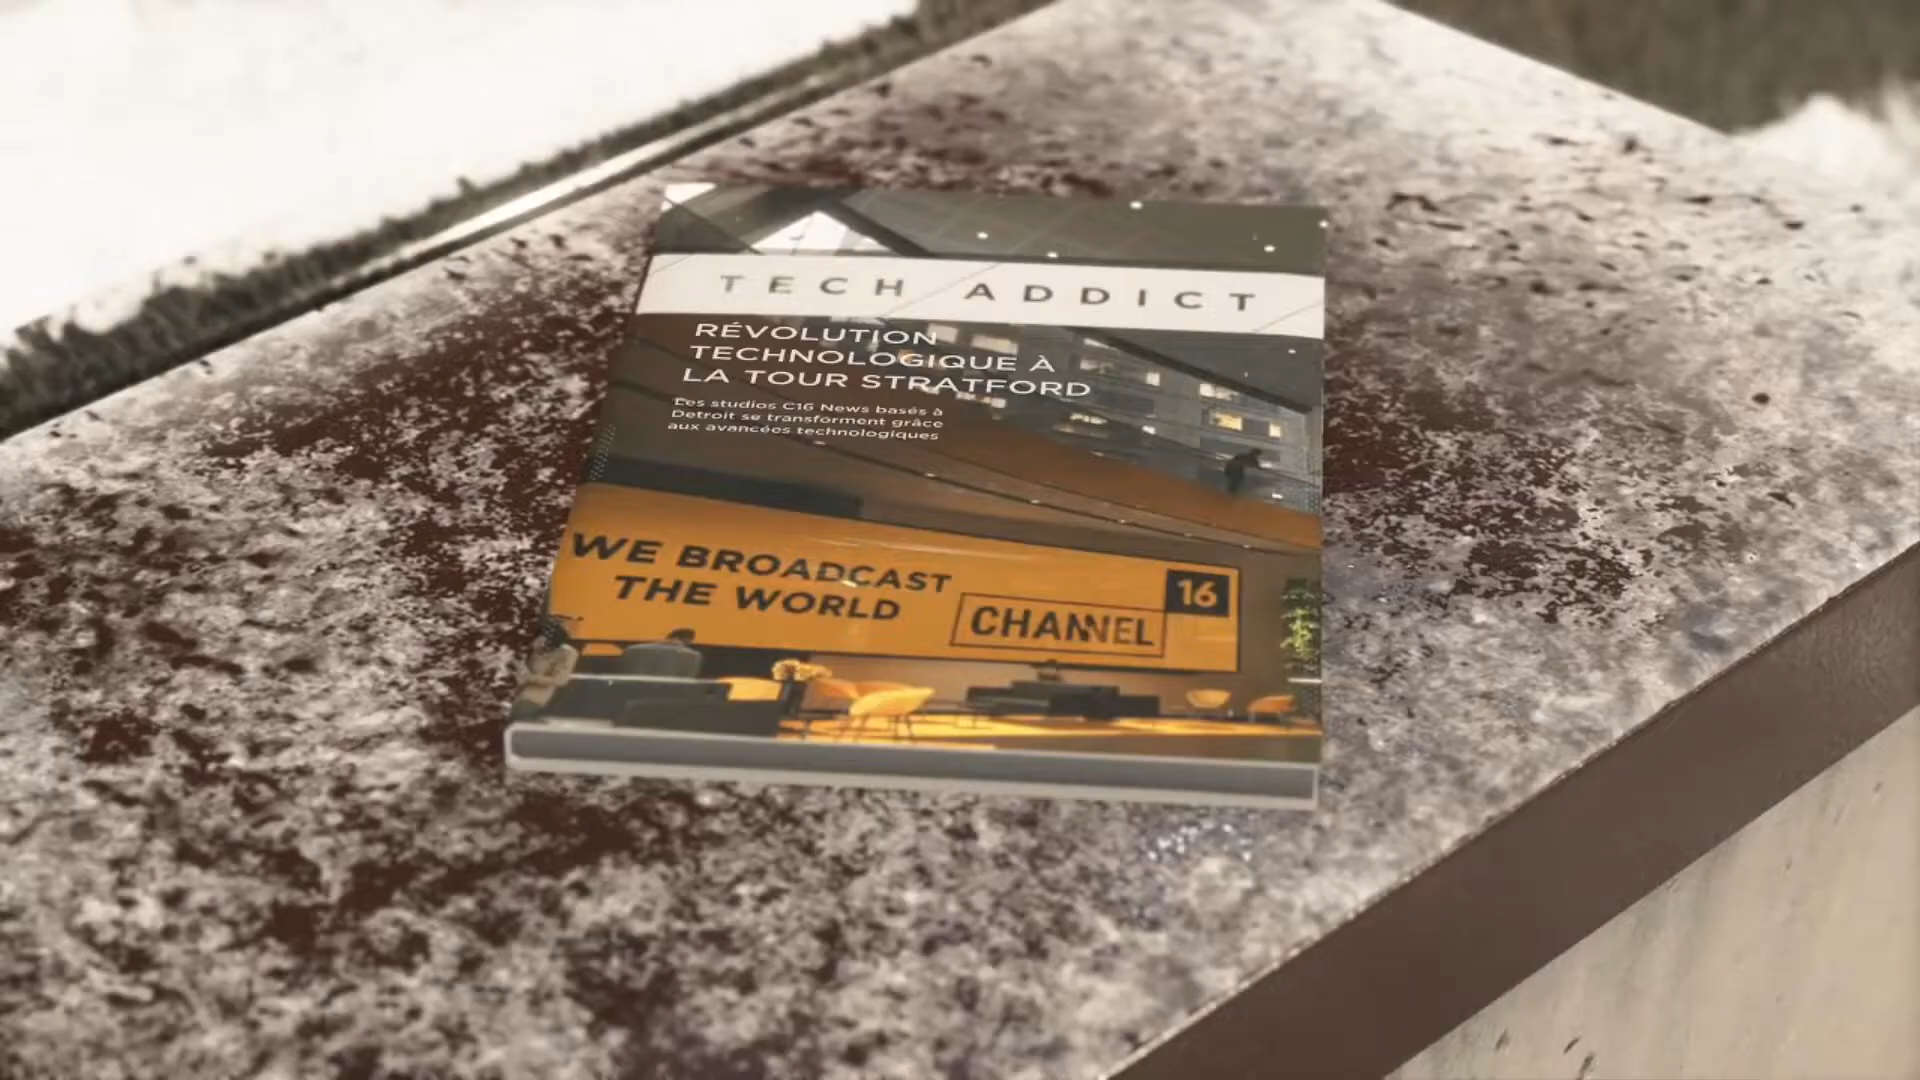 TECH ADDICT
RÉVOLUTION
TECHNOLOGIQUE À
LA TOUR STRATFORD
Les studios C16 News basés à
Detroit se transforment grâce
aux avancées technologiques
WE BROADCAST
THE WORLD
CHANNEL
16